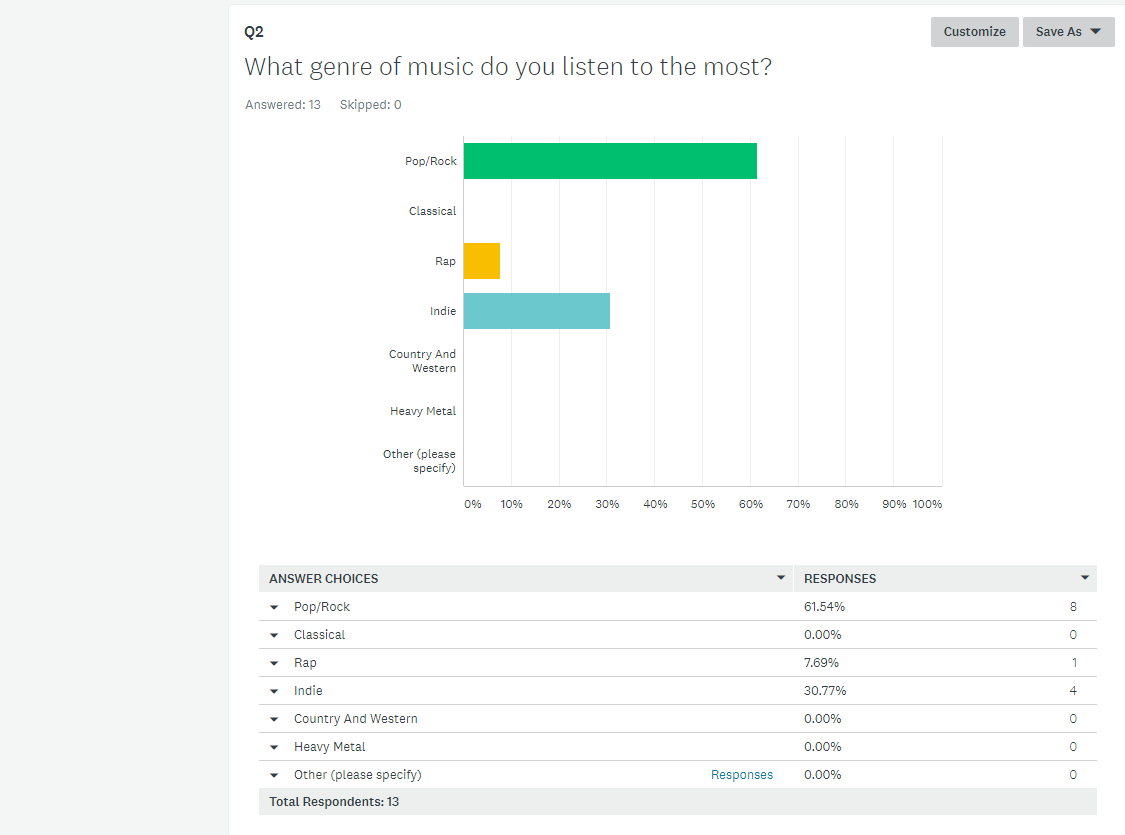 Q2
Customize
Save As
What genre of music do you listen to the most?
Answered: 13 Skipped: 0
Pop/Rock
Classical
Rap
Indie
Country And
Western
Heavy Metal
Other (please
specify)
0% 10% 20% 30% 40% 50% 60% 70% 80% 90% 100%
ANSWER CHOICES RESPONSES
Pop/Rock 61.54% 8
Classical 0.00% 0
Rap 7.69% 1
Indie 30.77% 4
Country And Western 0.00% 0
Heavy Metal 0.00% 0
Other (please specify) Responses 0.00% 0
Total Respondents: 13